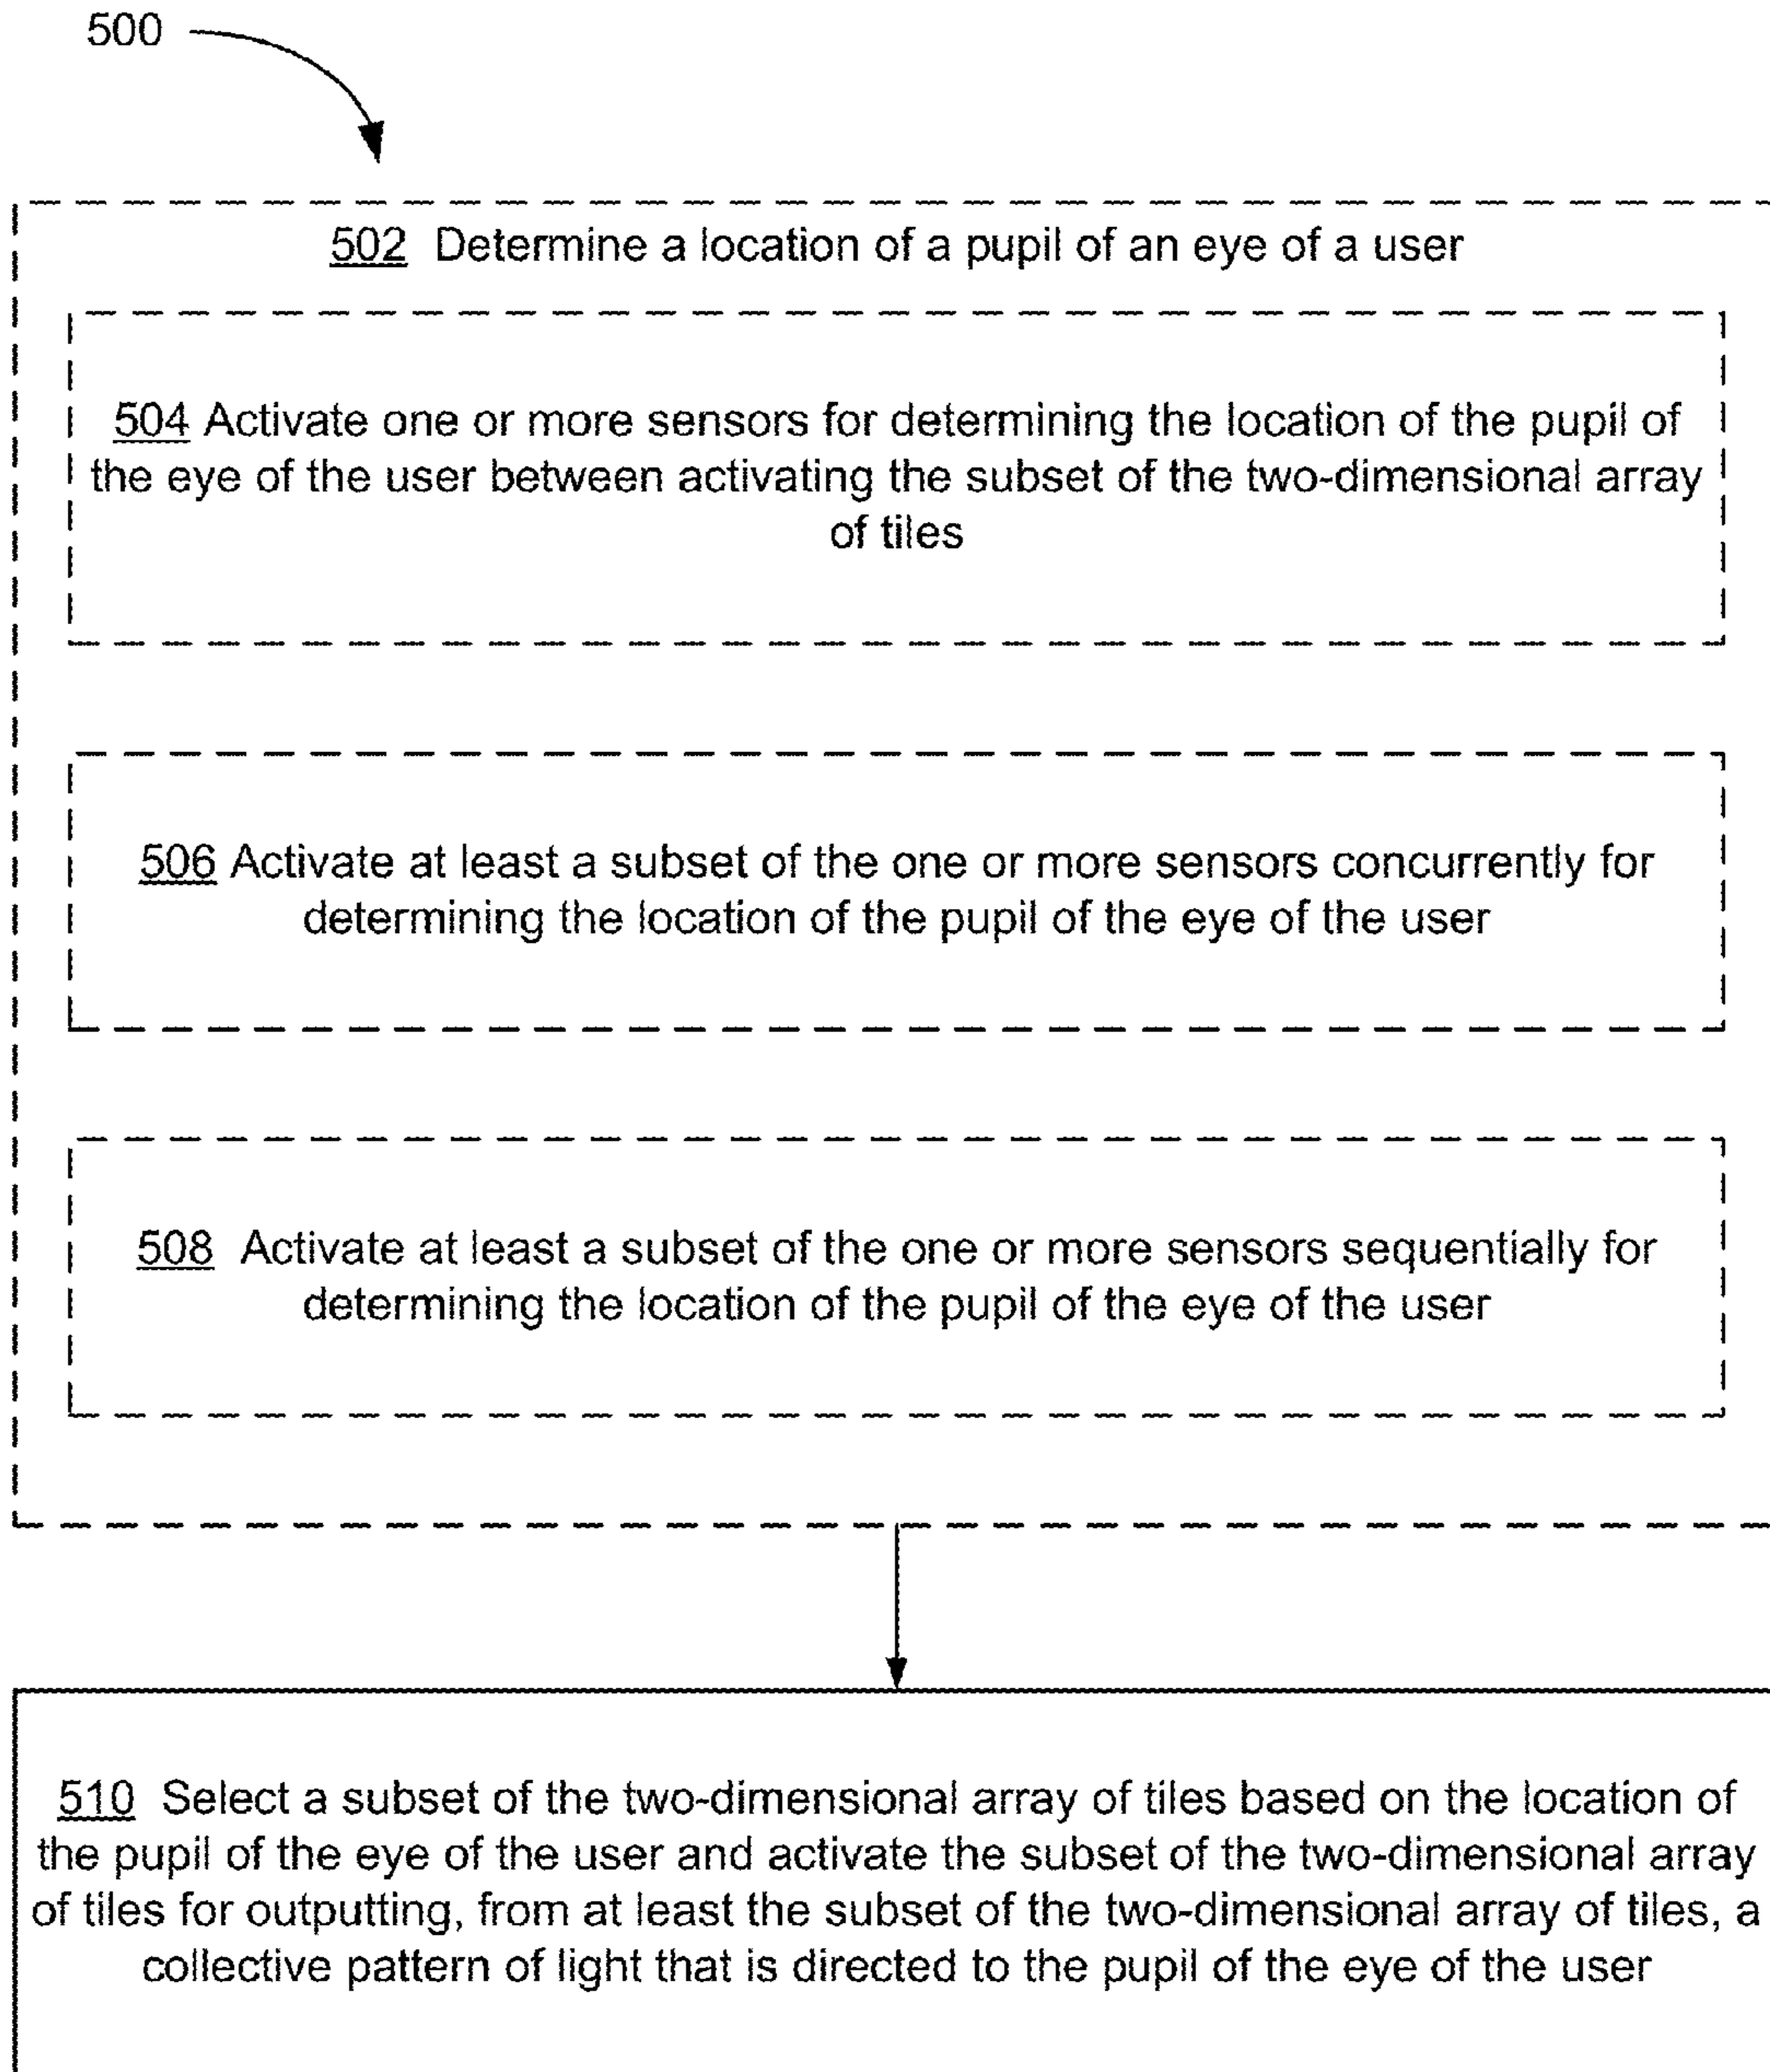 500
502 Determine a location of a pupil of an eye of a user
504 Activate one or more sensors for determining the location of the pupil of
the eye of the user between activating the subset of the two-dimensional array
of tiles
506 Activate at least a subset of the one or more sensors concurrently for
determining the location of the pupil of the eye of the user
508 Activate at least a subset of the one or more sensors sequentially for
determining the location of the pupil of the eye of the user
510 Select a subset of the two-dimensional array of tiles based on the location of
the pupil of the eye of the user and activate the subset of the two-dimensional array
of tiles for outputting, from at least the subset of the two-dimensional array of tiles, a
collective pattern of light that is directed to the pupil of the eye of the user